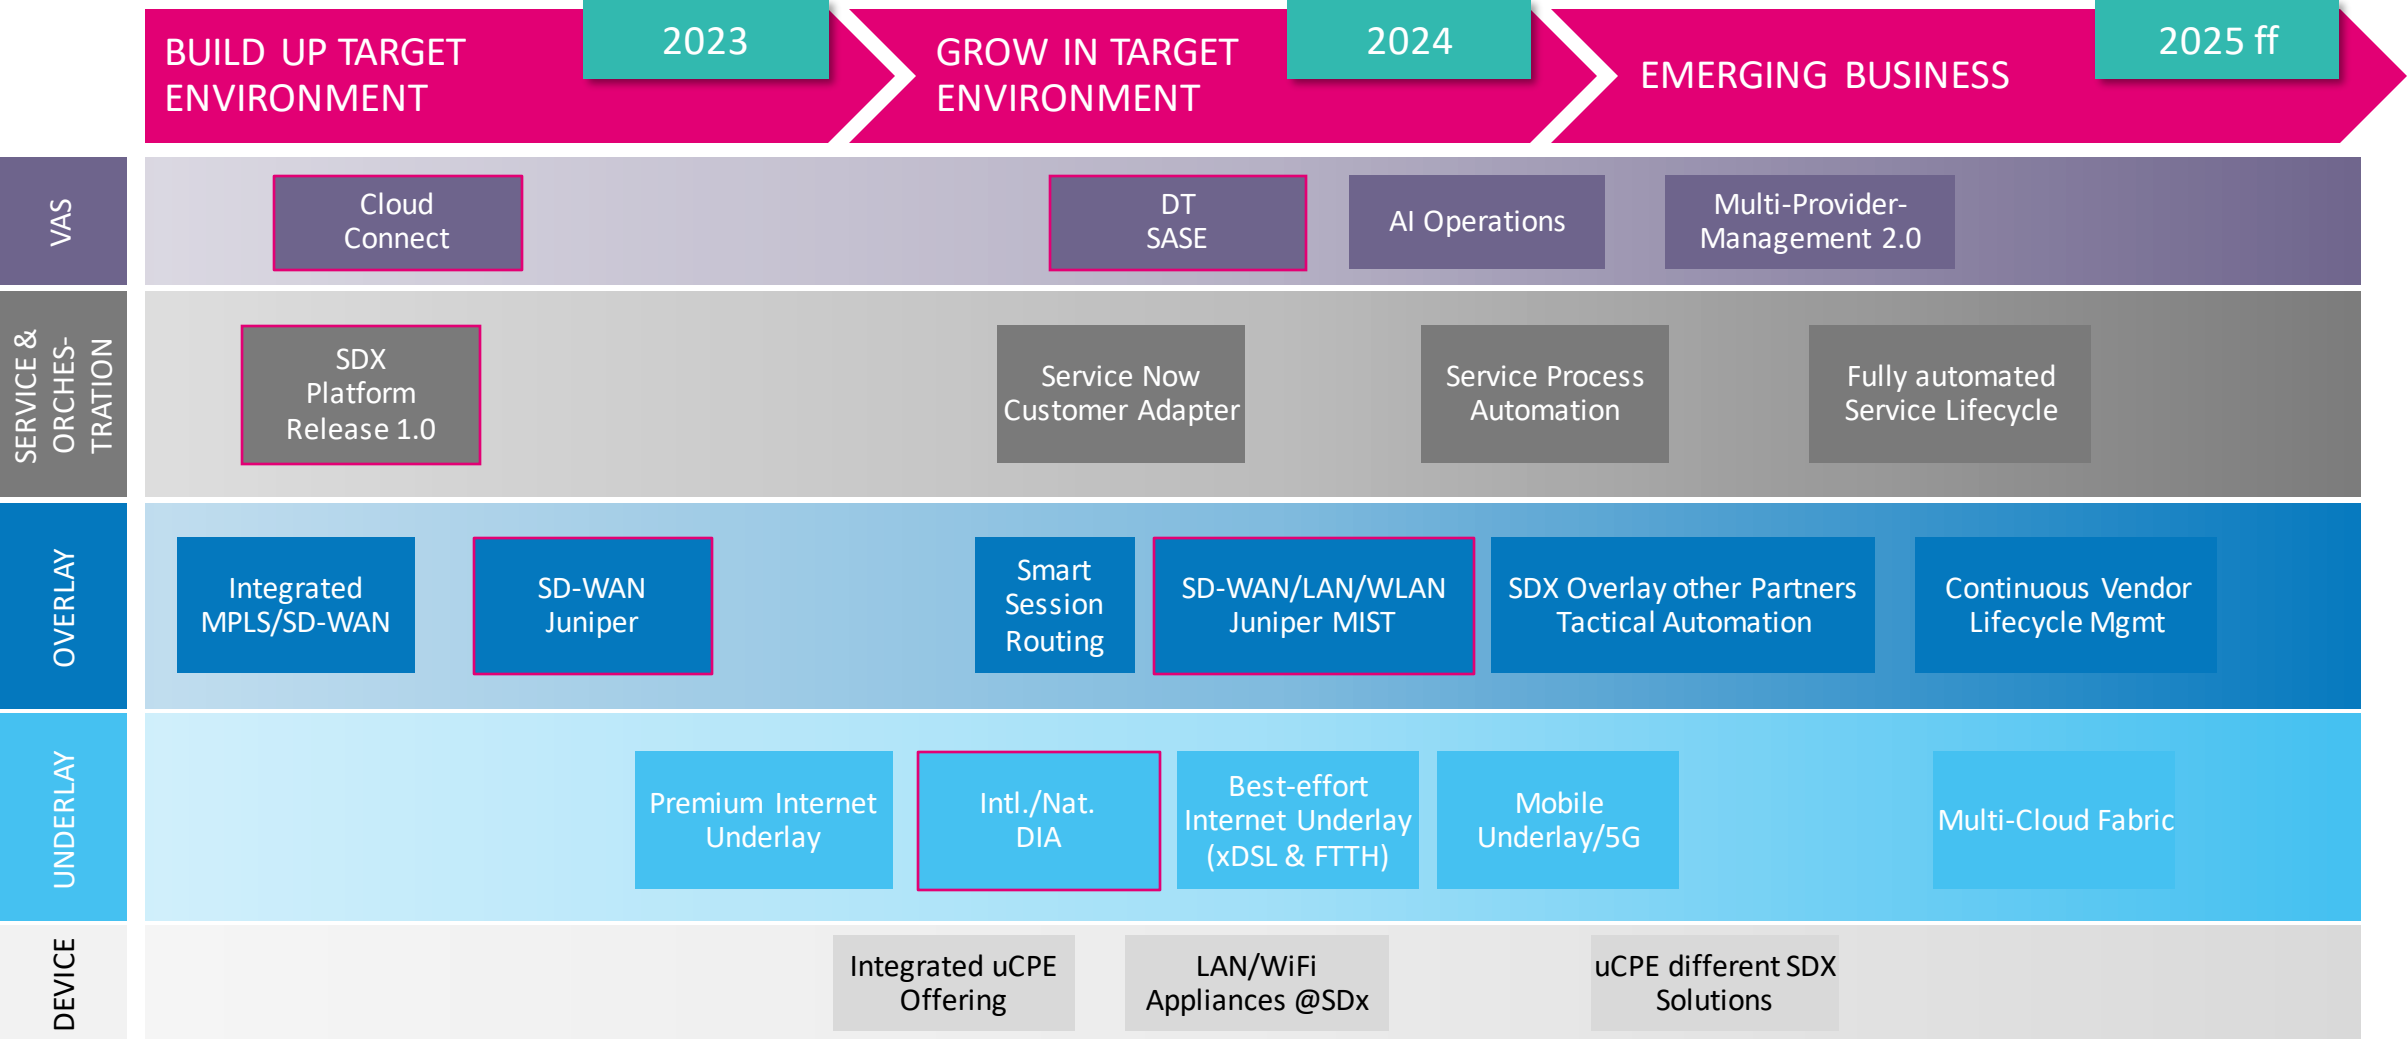 BUILD UP TARGET
ENVIRONMENT
2023
GROW IN TARGET
ENVIRONMENT
2024
EMERGING BUSINESS
2025 ff
VAS
Cloud
Connect
DT
SASE
AI Operations
Multi-Provider-
Management 2.0
SERVICE &
ORCHES-
TRATION
SDX
Platform
Release 1.0
Service Now
Customer Adapter
Service Process
Automation
Fully automated
Service Lifecycle
OVERLAY
Integrated
MPLS/SD-WAN
SD-WAN
Juniper
Smart
Session
Routing
SD-WAN/LAN/WLAN
Juniper MIST
SDX Overlay other Partners
Tactical Automation
Continuous Vendor
Lifecycle Mgmt
UNDERLAY
Premium Internet
Underlay
Intl./Nat.
DIA
Best-effort
Internet Underlay
(xDSL & FTTH)
Mobile
Underlay/5G
Multi-Cloud Fabric
DEVICE
Integrated uCPE
Offering
LAN/WiFi
Appliances @SDx
uCPE different SDX
Solutions